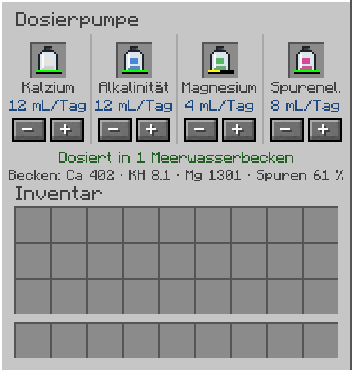 Dosierpumpe
Kalzium Alkalinität Magnesium Spurenel.
12 mL/Tag 12 mL/Tag 4 mL/Tag 8 mL/Tag
- + - + - + - +
Dosiert in 1 Meerwasserbecken
Becken: Ca 402 · KH 8.1 · Mg 1301 · Spuren 61 %
Inventar